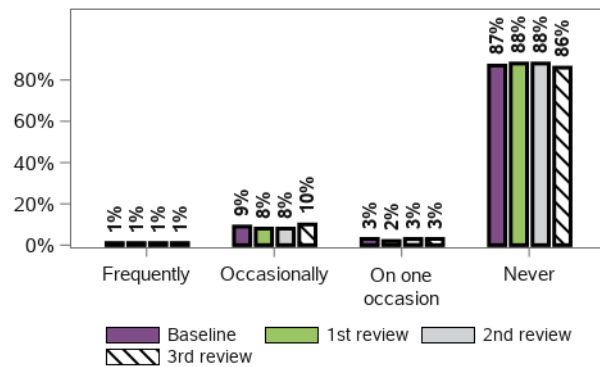 87% 88% 88% 86%
80%
60%
40%
20%
0%
1% 1% 1% 1%
9% 8% 8% 10%
3% 2% 3% 3%
Frequently Occasionally On one occasion Never
Baseline 1st review 2nd review
3rd review